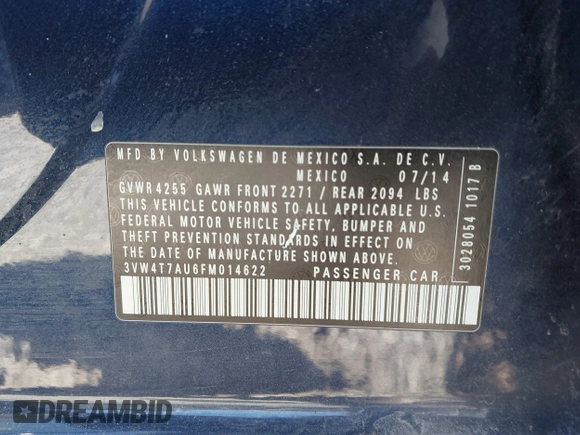 MFD BY VOLKSWAGEN DE MEXICO S.A. DE C.V.
MEXICO 07/14
GVWR 4255 GAWR FRONT 2271 / REAR 2094 LBS
THIS VEHICLE CONFORMS TO ALL APPLICABLE U.S.
FEDERAL MOTOR VEHICLE SAFETY, BUMPER AND
THEFT PREVENTION STANDARDS IN EFFECT ON
THE DATE OF MANUFACTURE SHOWN ABOVE.
3VW4T7AU6FM014622 PASSENGER CAR
3028054 1017 B
DREAMBID